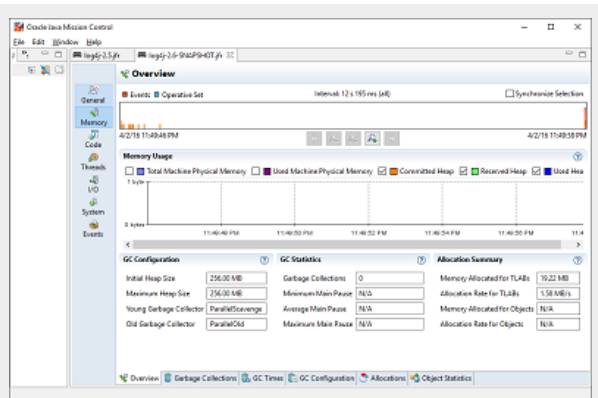 Oracle Java Mission Control
File Edit Window Help
log4j-2.5.jfr log4j-2.6-SNAPSHOT.jfr
Overview
Events Operative Set Interval: 12 s 195 ms (all) Synchronize Selection
4/2/16 11:49:46 PM 4/2/16 11:49:58 PM
General
Memory
Code
Threads
I/O
System
Events
Memory Usage
Total Machine Physical Memory Used Machine Physical Memory Committed Heap Reserved Heap Used Hea
1 byte
0 bytes
11:49:48 PM 11:49:50 PM 11:49:52 PM 11:49:54 PM 11:49:56 PM 11:4
GC Configuration
Initial Heap Size 256.00 MB
Maximum Heap Size 256.00 MB
Young Garbage Collector ParallelScavenge
Old Garbage Collector ParallelOld
GC Statistics
Garbage Collections 0
Minimum Main Pause N/A
Average Main Pause N/A
Maximum Main Pause N/A
Allocation Summary
Memory Allocated for TLABs 19.22 MB
Allocation Rate for TLABs 1.58 MB/s
Memory Allocated for Objects N/A
Allocation Rate for Objects N/A
Overview Garbage Collections GC Times GC Configuration Allocations Object Statistics